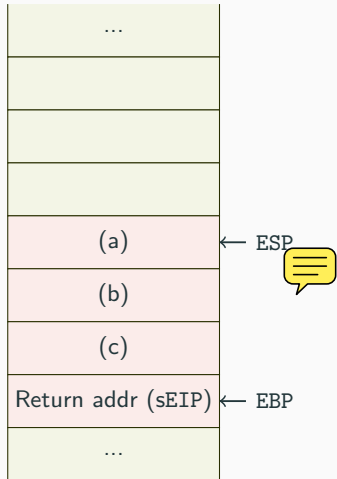 ...
(a) ← ESP
(b)
(c)
Return addr (sEIP) ← EBP
...